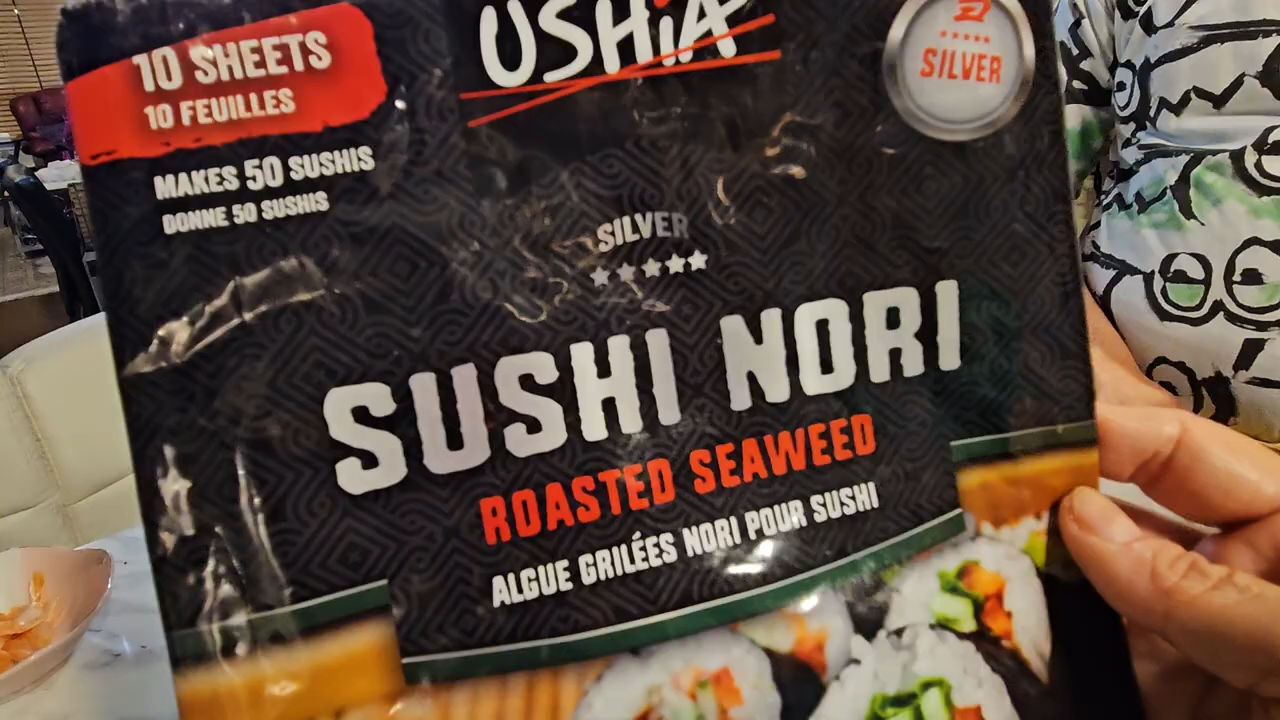 10 SHEETS
10 FEUILLES
MAKES 50 SUSHIS
DONNE 50 SUSHIS
USHiA
SILVER
SILVER
SUSHI NORI
ROASTED SEAWEED
ALGUE GRILÉES NORI POUR SUSHI